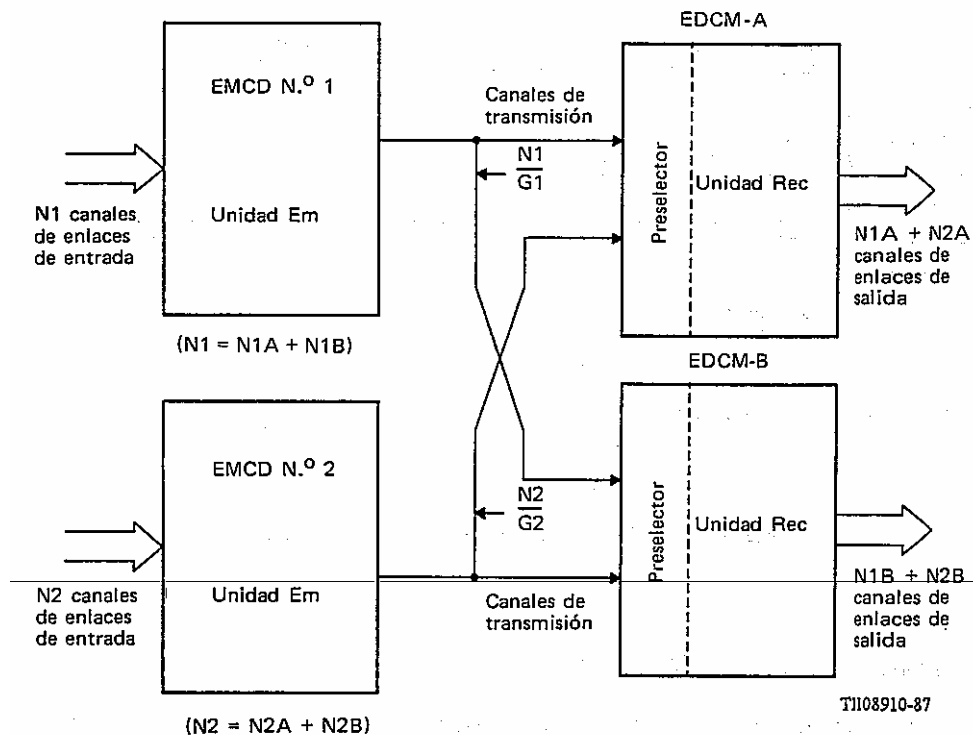 EDCM-A
EMCD N.º 1
Unidad Em
N1 canales
de enlaces
de entrada
(N1 = N1A + N1B)
Canales de
transmisión
N1
G1
Preselector
Unidad Rec
N1A + N2A
canales de
enlaces de
salida
EDCM-B
EMCD N.º 2
Unidad Em
N2 canales
de enlaces
de entrada
(N2 = N2A + N2B)
N2
G2
Canales de
transmisión
Preselector
Unidad Rec
N1B + N2B
canales de
enlaces de
salida
T1108910-87